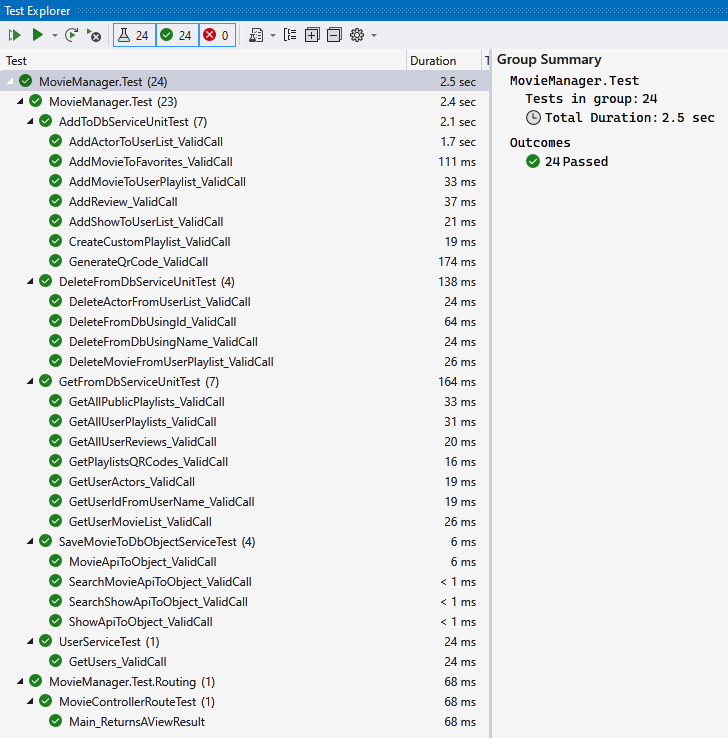 Test Explorer
24 24 0
Test Duration T
MovieManager.Test (24) 2.5 sec
MovieManager.Test (23) 2.4 sec
AddToDbServiceUnitTest (7) 2.1 sec
AddActorToUserList_ValidCall 1.7 sec
AddMovieToFavorites_ValidCall 111 ms
AddMovieToUserPlaylist_ValidCall 33 ms
AddReview_ValidCall 37 ms
AddShowToUserList_ValidCall 21 ms
CreateCustomPlaylist_ValidCall 19 ms
GenerateQrCode_ValidCall 174 ms
DeleteFromDbServiceUnitTest (4) 138 ms
DeleteActorFromUserList_ValidCall 24 ms
DeleteFromDbUsingId_ValidCall 64 ms
DeleteFromDbUsingName_ValidCall 24 ms
DeleteMovieFromUserPlaylist_ValidCall 26 ms
GetFromDbServiceUnitTest (7) 164 ms
GetAllPublicPlaylists_ValidCall 33 ms
GetAllUserPlaylists_ValidCall 31 ms
GetAllUserReviews_ValidCall 20 ms
GetPlaylistsQRCodes_ValidCall 16 ms
GetUserActors_ValidCall 19 ms
GetUserIdFromUserName_ValidCall 19 ms
GetUserMovieList_ValidCall 26 ms
SaveMovieToDbObjectServiceTest (4) 6 ms
MovieApiToObject_ValidCall 6 ms
SearchMovieApiToObject_ValidCall < 1 ms
SearchShowApiToObject_ValidCall < 1 ms
ShowApiToObject_ValidCall < 1 ms
UserServiceTest (1) 24 ms
GetUsers_ValidCall 24 ms
MovieManager.Test.Routing (1) 68 ms
MovieControllerRouteTest (1) 68 ms
Main_ReturnsAViewResult 68 ms
Group Summary
MovieManager.Test
Tests in group: 24
Total Duration: 2.5 sec
Outcomes
24 Passed